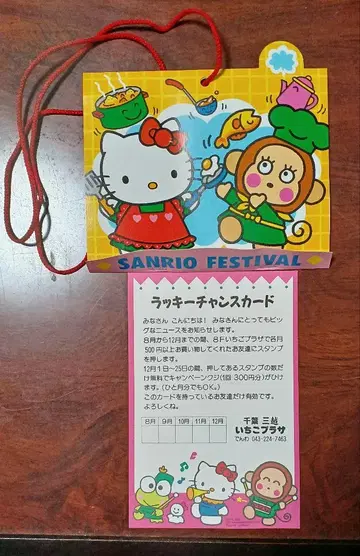 SANRIO FESTIVAL
ラッキーチャンスカード
みなさん こんにちは! みなさんにとってもビッ
グなニュースをお知らせします。
8月から12月までの間、8Fいちごプラザで各月
500円以上お買い物してくれたお友達にスタンプ
を押します。
12月1日〜25日の間、押してあるスタンプの数だ
け無料でキャンペーンクジ(1回300円分)がひけ
ます。(ひと月分でもOK。)
このカードを持っているお友達だけ有効です。
よろしくね。
8月 9月 10月 11月 12月
千葉 三越
いちごプラザ
でんわ 043-224-7463